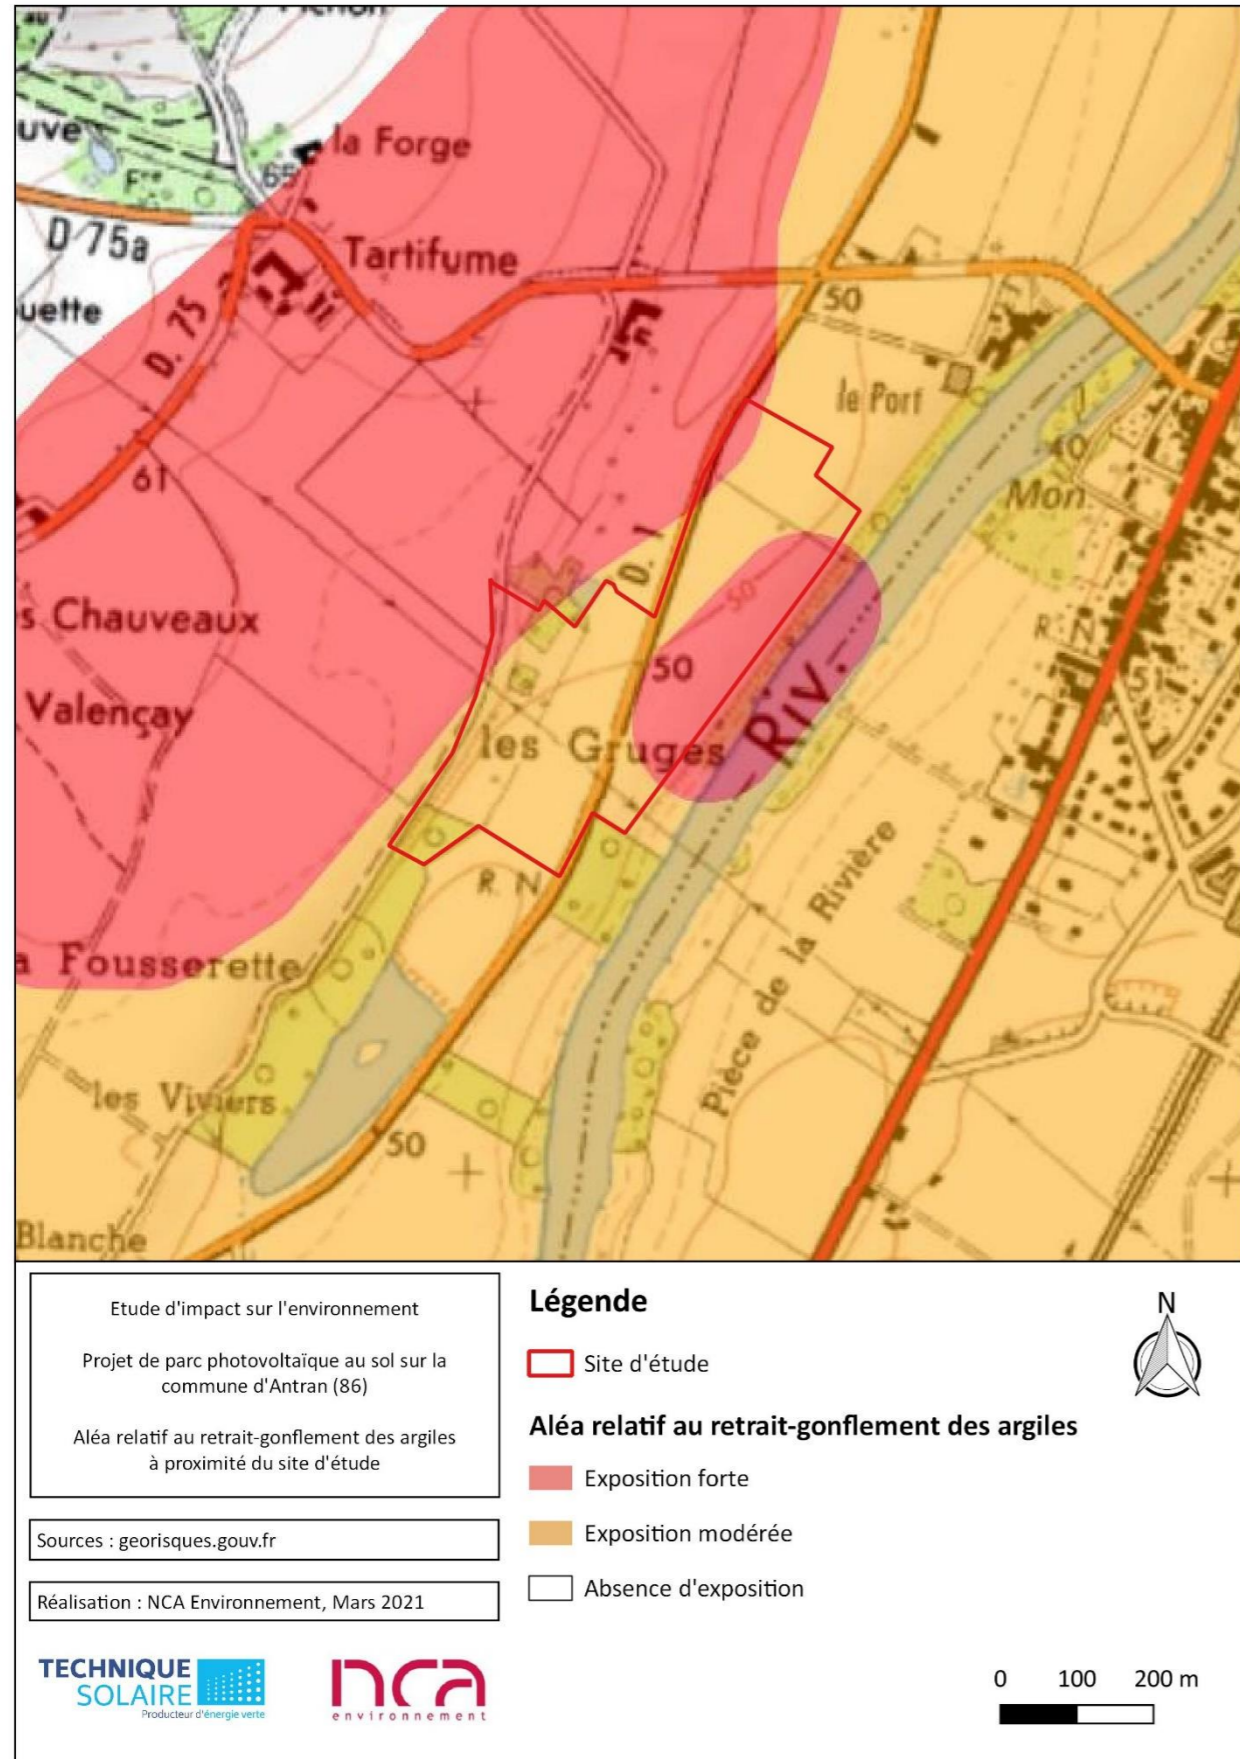 la Forge
65
Fʳᵉ
D 75a
Tartifume
D. 75
50
le Port
61
40
Mon
D. 1
50
s Chauveaux
R. N
50
51
Valençay
les Gruges
Riv.
R. N
Pièce de la Rivière
a Fousserette
les Viviers
50
Blanche
Etude d'impact sur l'environnement
Projet de parc photovoltaïque au sol sur la
commune d'Antran (86)
Aléa relatif au retrait-gonflement des argiles
à proximité du site d'étude
Sources : georisques.gouv.fr
Réalisation : NCA Environnement, Mars 2021
TECHNIQUE
SOLAIRE
Producteur d'énergie verte
nca
environnement
Légende
Site d'étude
Aléa relatif au retrait-gonflement des argiles
Exposition forte
Exposition modérée
Absence d'exposition
N
0 100 200 m